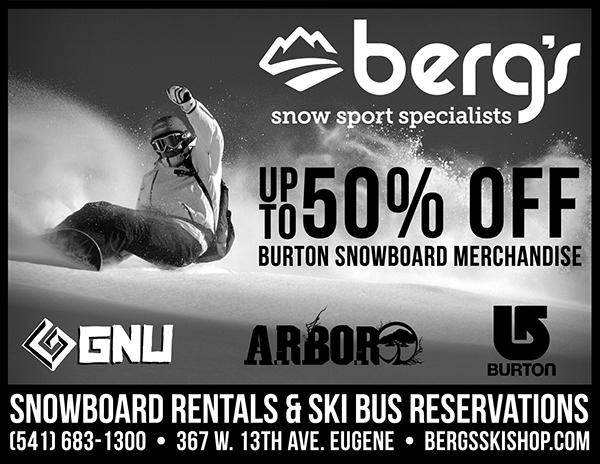 berg's
snow sport specialists
UP TO 50% OFF
BURTON SNOWBOARD MERCHANDISE
GNU
ARBOR
BURTON
SNOWBOARD RENTALS & SKI BUS RESERVATIONS
(541) 683-1300 • 367 W. 13TH AVE. EUGENE • BERGSSKISHOP.COM